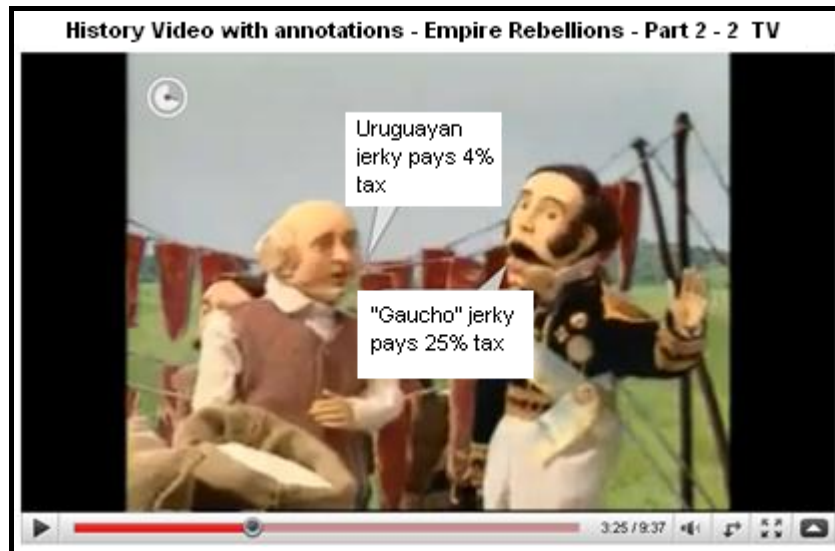 History Video with annotations - Empire Rebellions - Part 2 - 2 TV
Uruguayan
jerky pays 4%
tax
"Gaucho" jerky
pays 25% tax
3:25 / 9:37